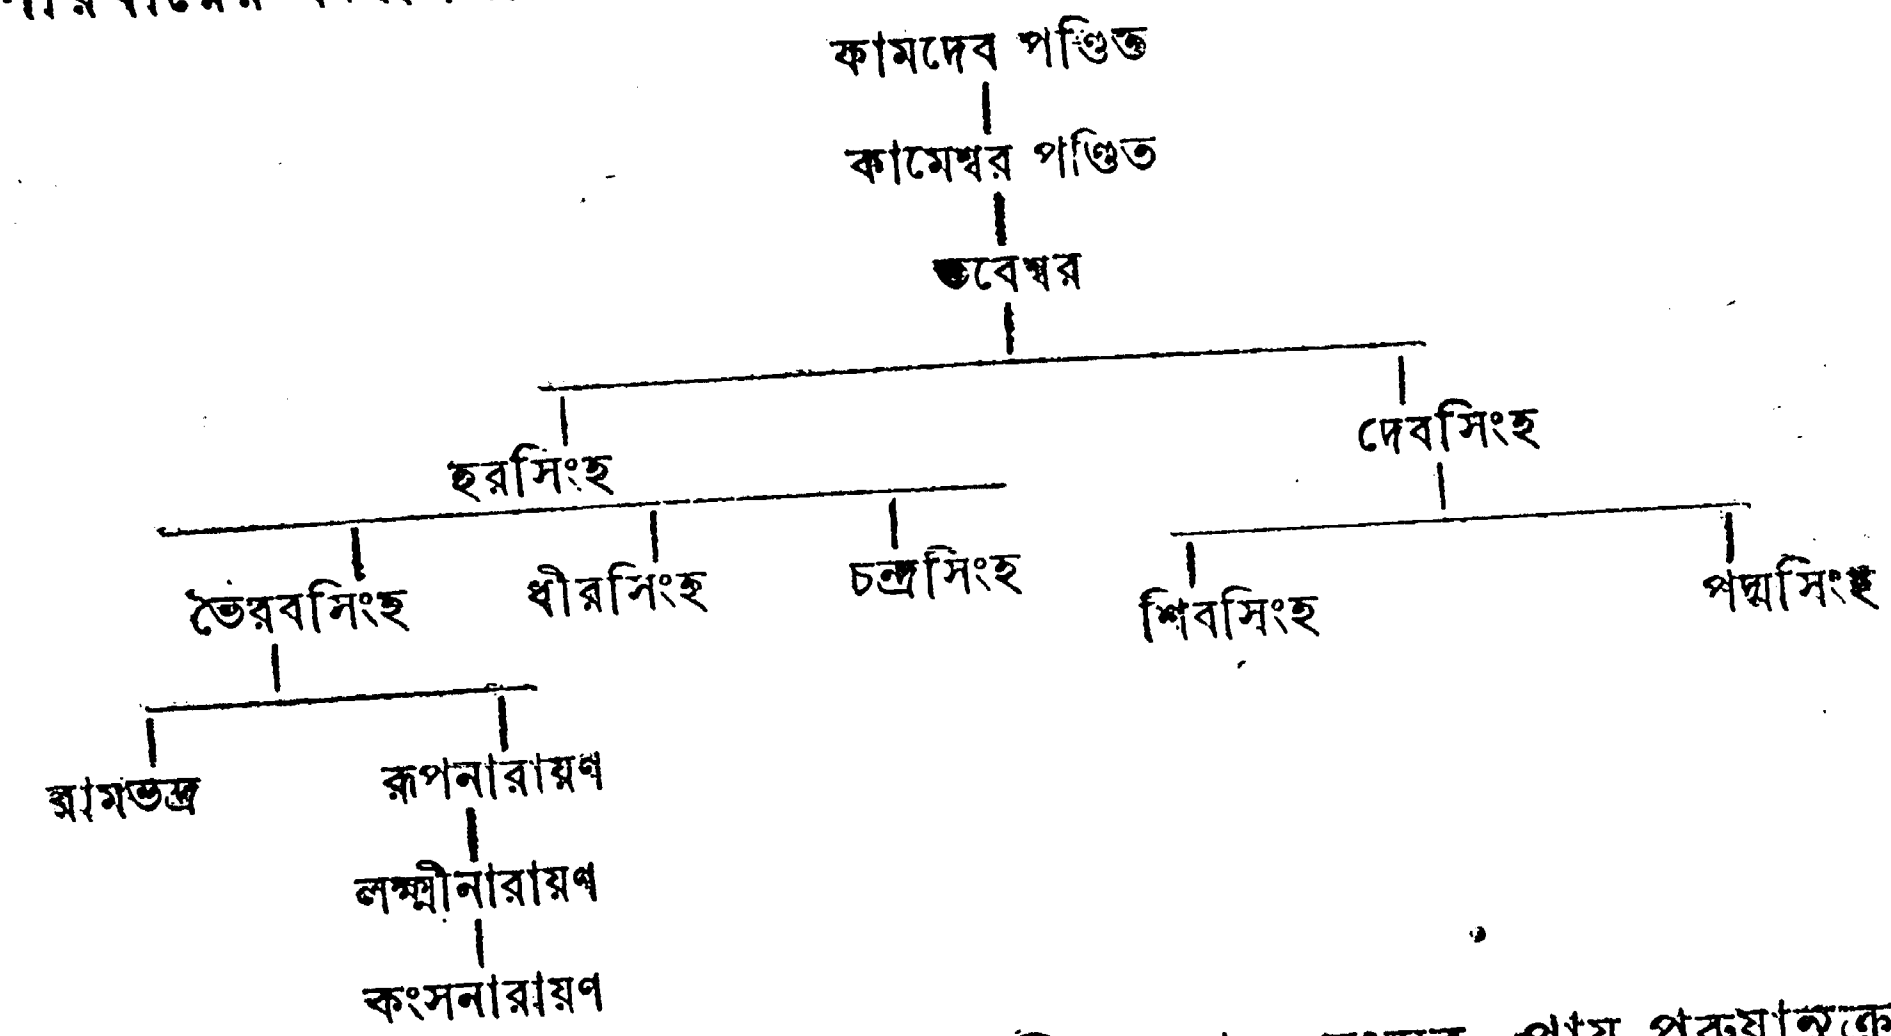 কামদেব পণ্ডিত
কামেশ্বর পণ্ডিত
ভবেশ্বর
হরসিংহ দেবসিংহ
ভৈরবসিংহ ধীরসিংহ চন্দ্রসিংহ শিবসিংহ পদ্মসিংহ
রামভদ্র রূপনারায়ণ
লক্ষ্মীনারায়ণ
কংসনারায়ণ
প্রায়